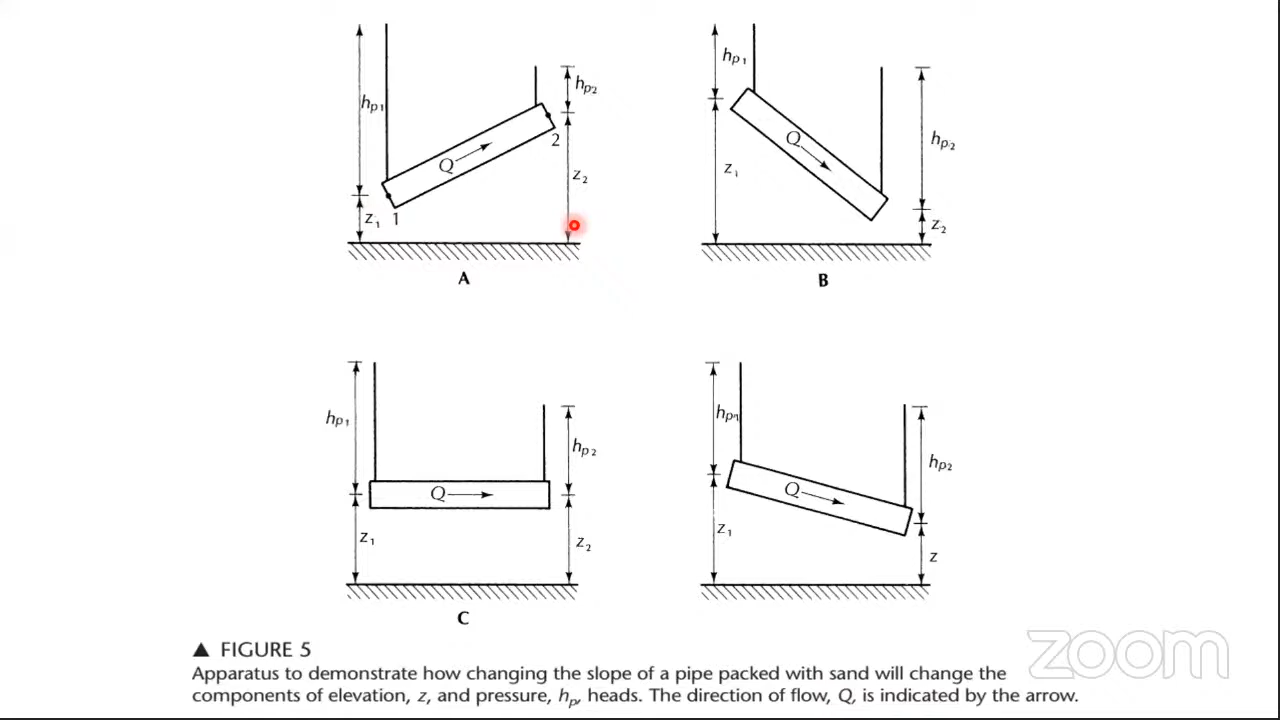 hp1
hp2
Q
2
z2
z1
1
A
hp1
Q
hp2
z1
z2
B
hp1
hp2
Q
z1
z2
C
hp1
hp2
Q
z1
z
▲ FIGURE 5
Apparatus to demonstrate how changing the slope of a pipe packed with sand will change the
components of elevation, z, and pressure, hp, heads. The direction of flow, Q, is indicated by the arrow.
zoom